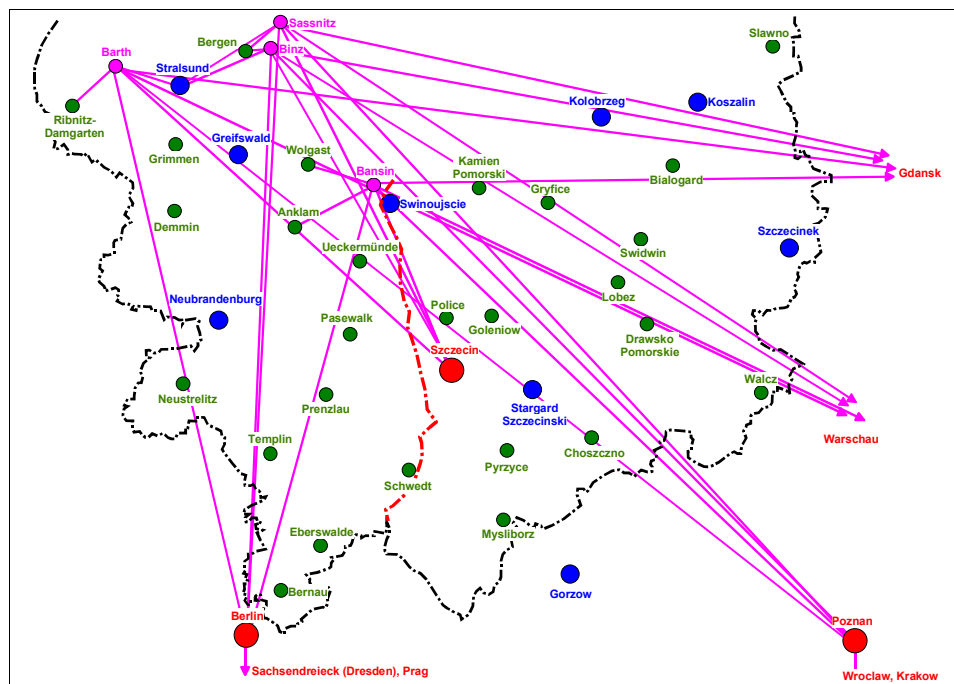 Sassnitz
Slawno
Bergen
Binz
Barth
Stralsund
Kolobrzeg
Koszalin
Ribnitz-
Damgarten
Greifswald
Grimmen
Wolgast
Kamien
Pomorski
Bansin
Gryfice
Bialogard
Gdansk
Swinoujscie
Anklam
Demmin
Szczecinek
Ueckermünde
Swidwin
Neubrandenburg
Lobez
Police
Pasewalk
Goleniow
Drawsko
Pomorskie
Szczecin
Walcz
Neustrelitz
Prenzlau
Stargard
Szczecinski
Warschau
Templin
Choszczno
Pyrzyce
Schwedt
Eberswalde
Mysliborz
Bernau
Gorzow
Berlin
Poznan
Sachsendreieck (Dresden), Prag
Wroclaw, Krakow